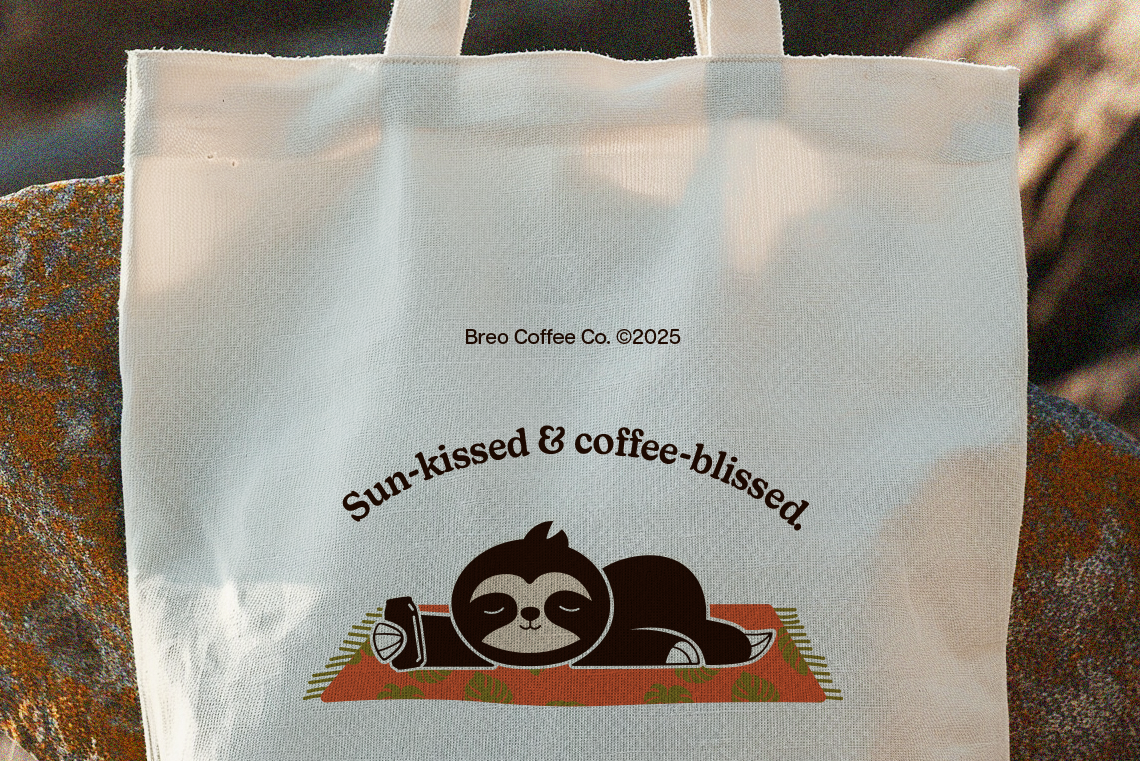 Breo Coffee Co. ©2025
Sun-kissed & coffee-blissed.